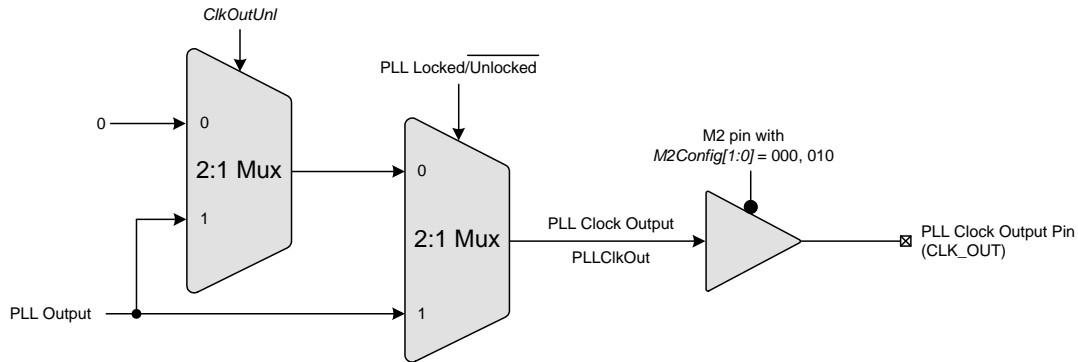 ClkOutUnl
PLL Locked/Unlocked
0
0
2:1 Mux
1
M2 pin with
M2Config[1:0] = 000, 010
0
2:1 Mux
1
PLL Clock Output
PLLClkOut
PLL Clock Output Pin
(CLK_OUT)
PLL Output